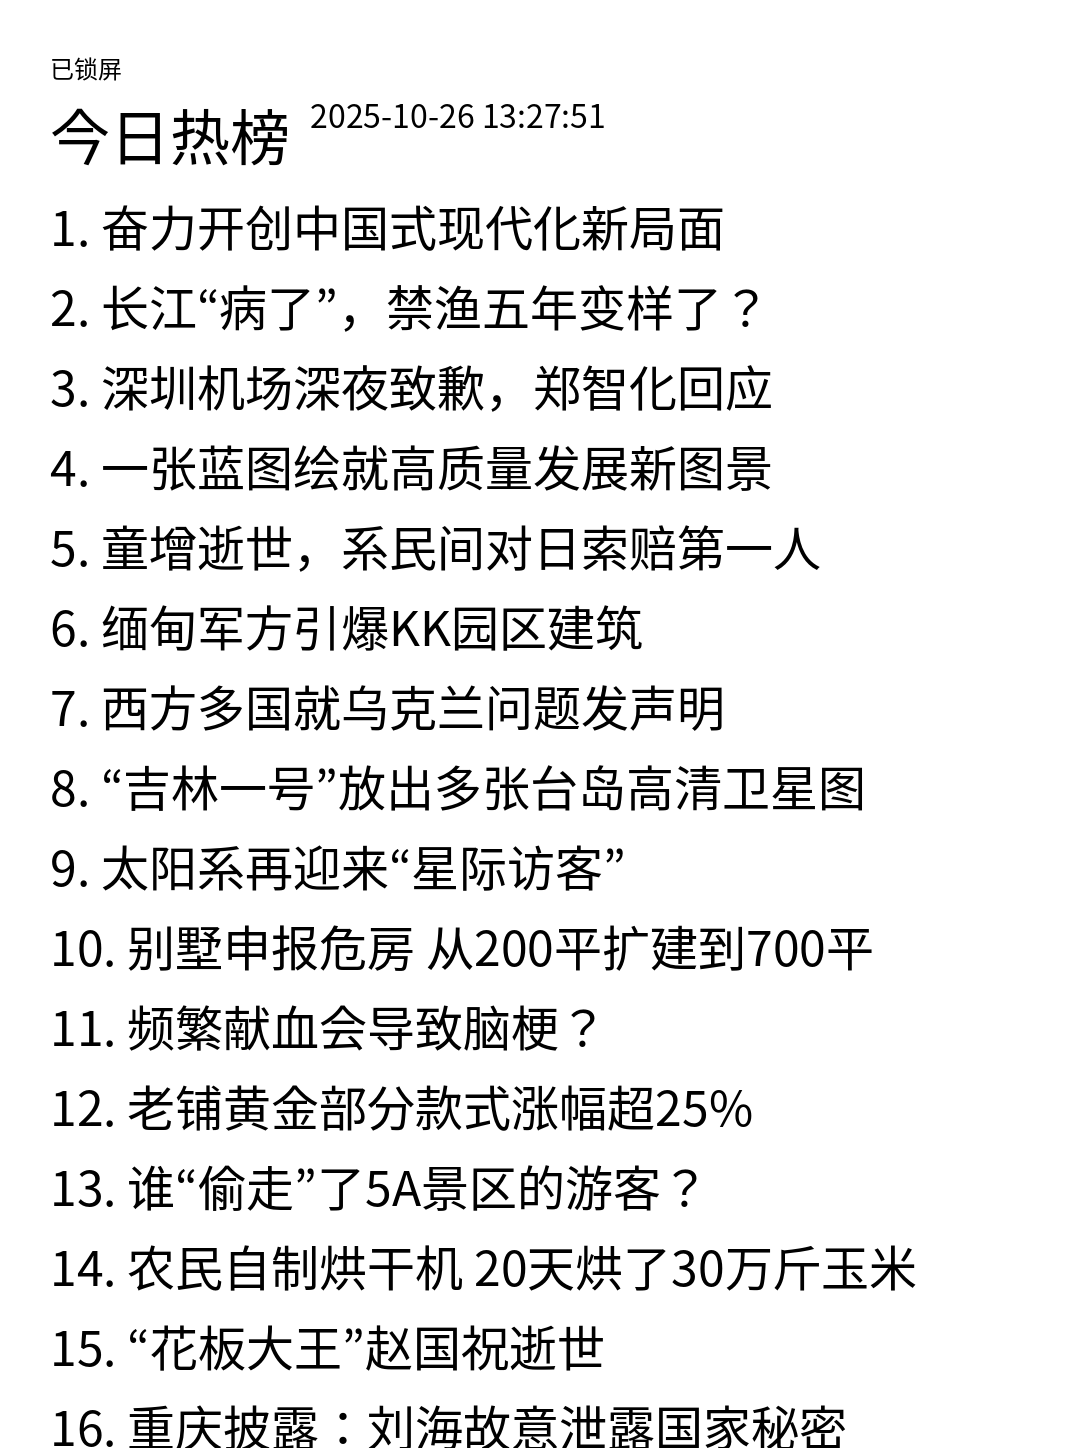 已锁屏
今日热榜 2025-10-26 13:27:51
1. 奋力开创中国式现代化新局面
2. 长江“病了”，禁渔五年变样了？
3. 深圳机场深夜致歉，郑智化回应
4. 一张蓝图绘就高质量发展新图景
5. 童增逝世，系民间对日索赔第一人
6. 缅甸军方引爆KK园区建筑
7. 西方多国就乌克兰问题发声明
8. “吉林一号”放出多张台岛高清卫星图
9. 太阳系再迎来“星际访客”
10. 别墅申报危房 从200平扩建到700平
11. 频繁献血会导致脑梗？
12. 老铺黄金部分款式涨幅超25%
13. 谁“偷走”了5A景区的游客？
14. 农民自制烘干机 20天烘了30万斤玉米
15. “花板大王”赵国祝逝世
16. 重庆披露：刘海故意泄露国家秘密